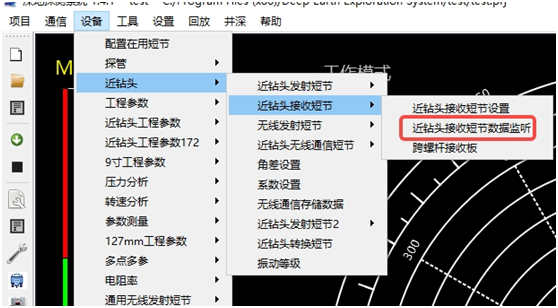 深地探测系统 1.4.1 - test - C:/Program Files (x86)/Deep Earth Exploration System/test/test.prj
项目 通信 设备 工具 设置 回放 井深 帮助
配置在用短节
探管
近钻头
工程参数
近钻头工程参数
近钻头工程参数172
9寸工程参数
压力分析
转速分析
参数测量
127mm工程参数
多点多参
电阻率
通用无线发射短节
近钻头发射短节
近钻头接收短节
无线发射短节
近钻头无线通信短节
角差设置
系数设置
无线通信存储数据
近钻头发射短节2
近钻头转换短节
振动等级
近钻头接收短节设置
近钻头接收短节数据监听
跨螺杆接收板
M
工作模式
300